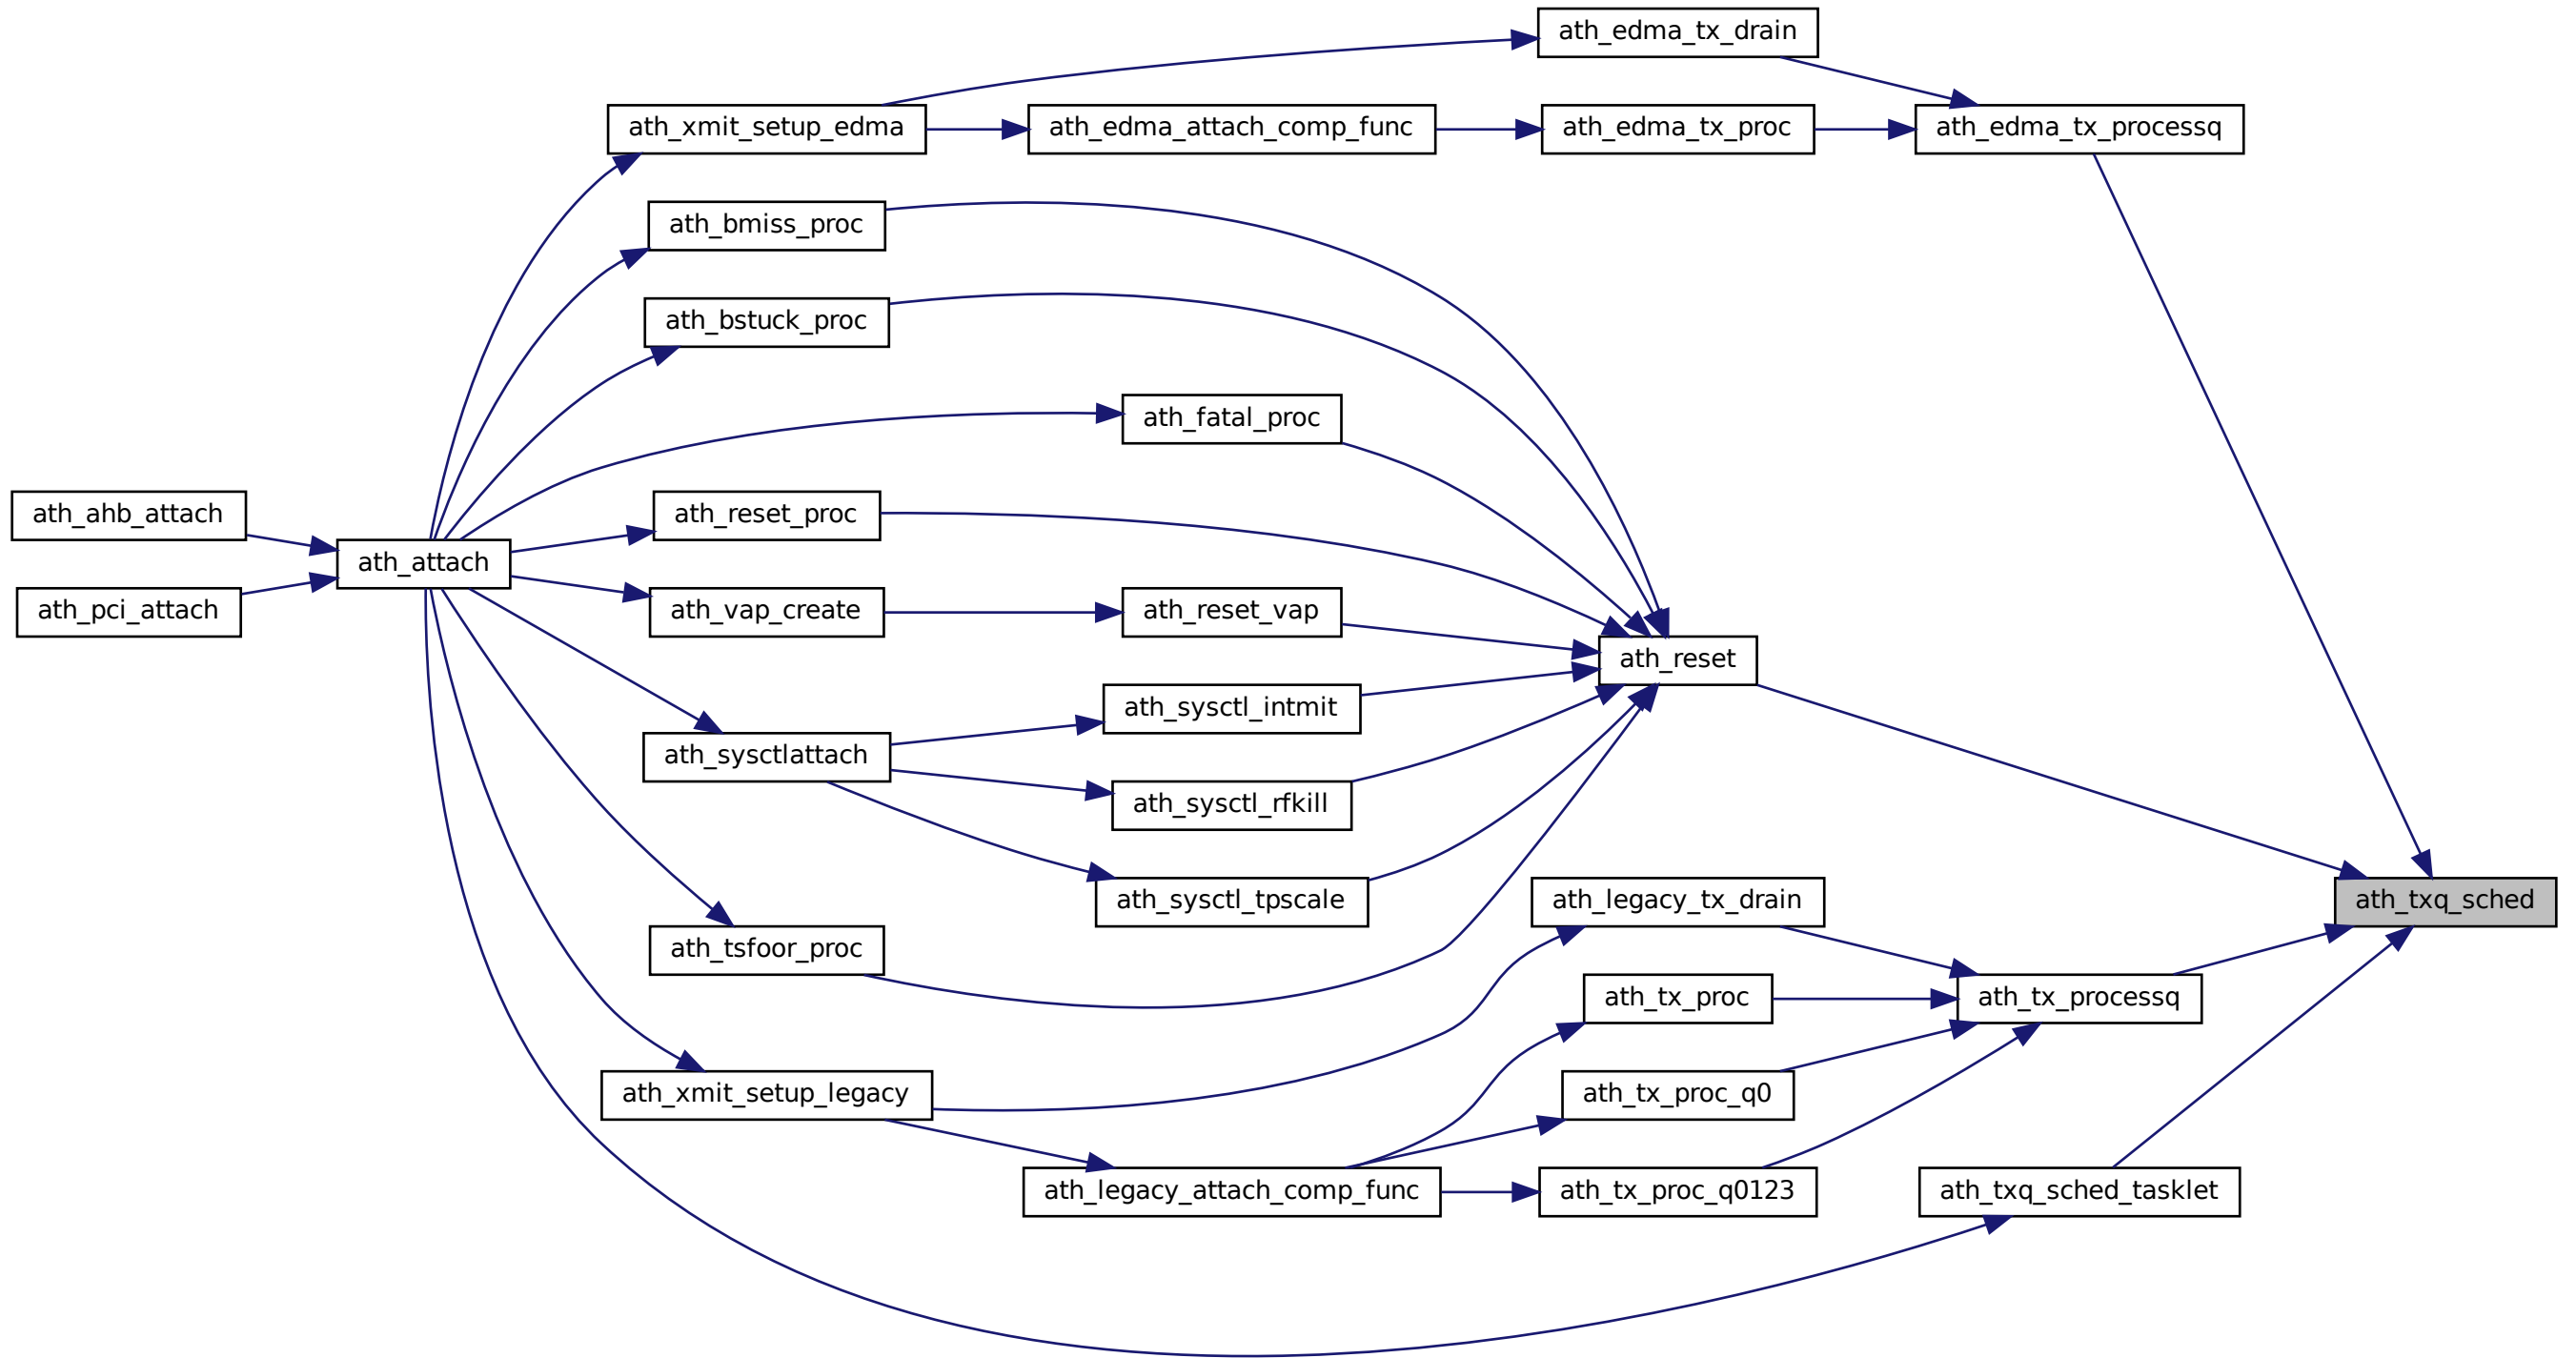 ath_edma_tx_drain
ath_xmit_setup_edma
ath_edma_attach_comp_func
ath_edma_tx_proc
ath_edma_tx_processq
ath_bmiss_proc
ath_bstuck_proc
ath_fatal_proc
ath_ahb_attach
ath_reset_proc
ath_attach
ath_pci_attach
ath_vap_create
ath_reset_vap
ath_reset
ath_sysctl_intmit
ath_sysctlattach
ath_sysctl_rfkill
ath_sysctl_tpscale
ath_legacy_tx_drain
ath_txq_sched
ath_tsfoor_proc
ath_tx_proc
ath_tx_processq
ath_xmit_setup_legacy
ath_tx_proc_q0
ath_legacy_attach_comp_func
ath_tx_proc_q0123
ath_txq_sched_tasklet